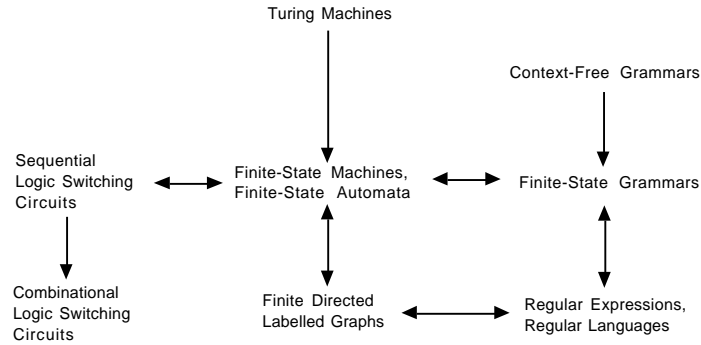 Turing Machines
Context-Free Grammars
Sequential
Logic Switching
Circuits
Finite-State Machines,
Finite-State Automata
Finite-State Grammars
Combinational
Logic Switching
Circuits
Finite Directed
Labelled Graphs
Regular Expressions,
Regular Languages